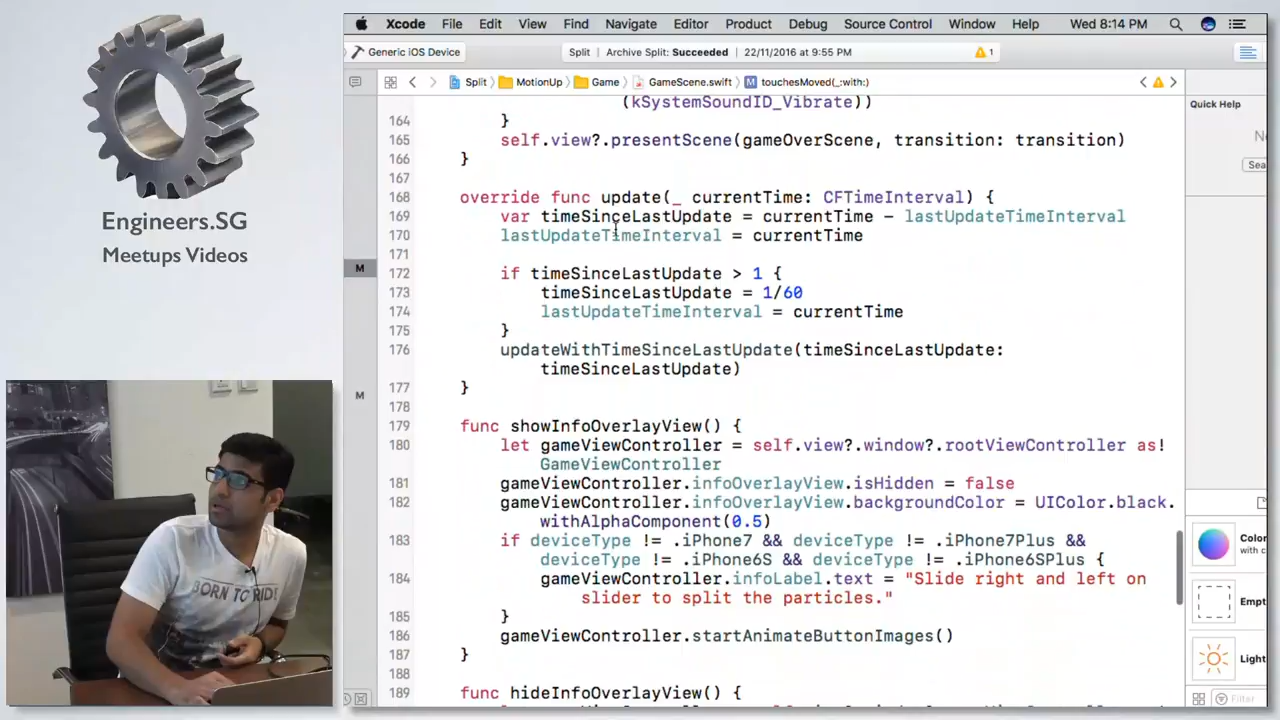 Xcode File Edit View Find Navigate Editor Product Debug Source Control Window Help Wed 8:14 PM
Generic iOS Device
Split | Archive Split: Succeeded | 22/11/2016 at 9:55 PM
1
Split MotionUp Game GameScene.swift M touchesMoved(_:with:)
Engineers.SG
Meetups Videos
Quick Help
(kSystemSoundID_Vibrate))
164 }
165 self.view?.presentScene(gameOverScene, transition: transition)
166 }
167
168 override func update(_ currentTime: CFTimeInterval) {
169 var timeSinceLastUpdate = currentTime - lastUpdateTimeInterval
170 lastUpdateTimeInterval = currentTime
171
172 if timeSinceLastUpdate > 1 {
173 timeSinceLastUpdate = 1/60
174 lastUpdateTimeInterval = currentTime
175 }
176 updateWithTimeSinceLastUpdate(timeSinceLastUpdate:
timeSinceLastUpdate)
177 }
178
179 func showInfoOverlayView() {
180 let gameViewController = self.view?.window?.rootViewController as!
GameViewController
181 gameViewController.infoOverlayView.isHidden = false
182 gameViewController.infoOverlayView.backgroundColor = UIColor.black.
withAlphaComponent(0.5)
183 if deviceType != .iPhone7 && deviceType != .iPhone7Plus &&
deviceType != .iPhone6S && deviceType != .iPhone6SPlus {
184 gameViewController.infoLabel.text = "Slide right and left on
slider to split the particles."
185 }
186 gameViewController.startAnimateButtonImages()
187 }
188
189 func hideInfoOverlayView() {
M
M
No
Sea
Color
with c
Empt
Light
Filter
BORN TO RIDE